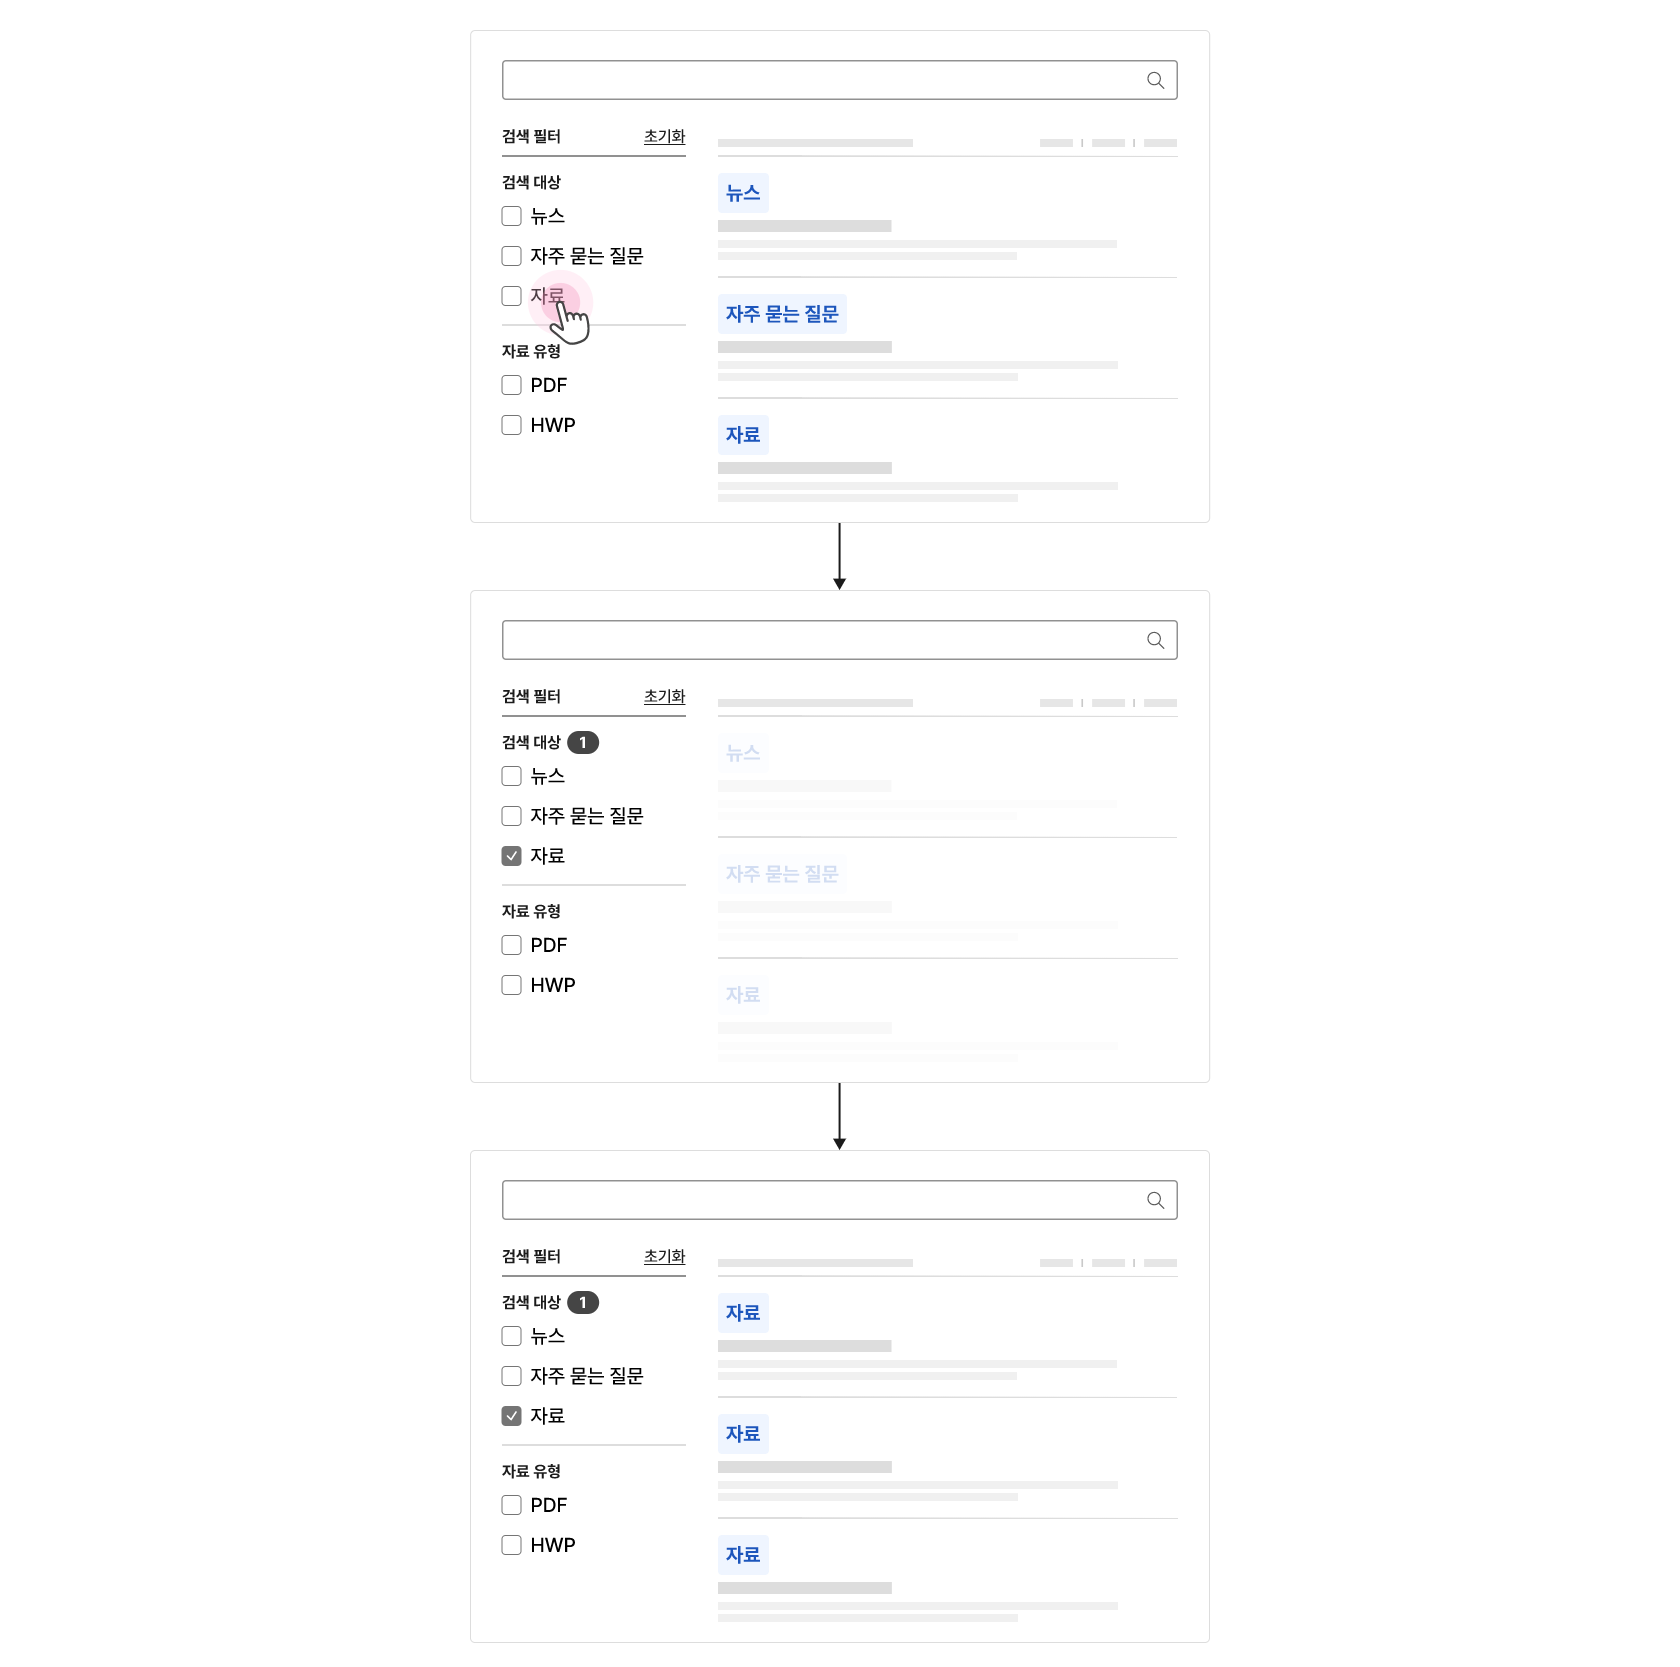 검색 필터 초기화
검색 대상
뉴스
자주 묻는 질문
자료
자료 유형
PDF
HWP
뉴스
자주 묻는 질문
자료
검색 필터 초기화
검색 대상 1
뉴스
자주 묻는 질문
자료
자료 유형
PDF
HWP
뉴스
자주 묻는 질문
자료
검색 필터 초기화
검색 대상 1
뉴스
자주 묻는 질문
자료
자료 유형
PDF
HWP
자료
자료
자료